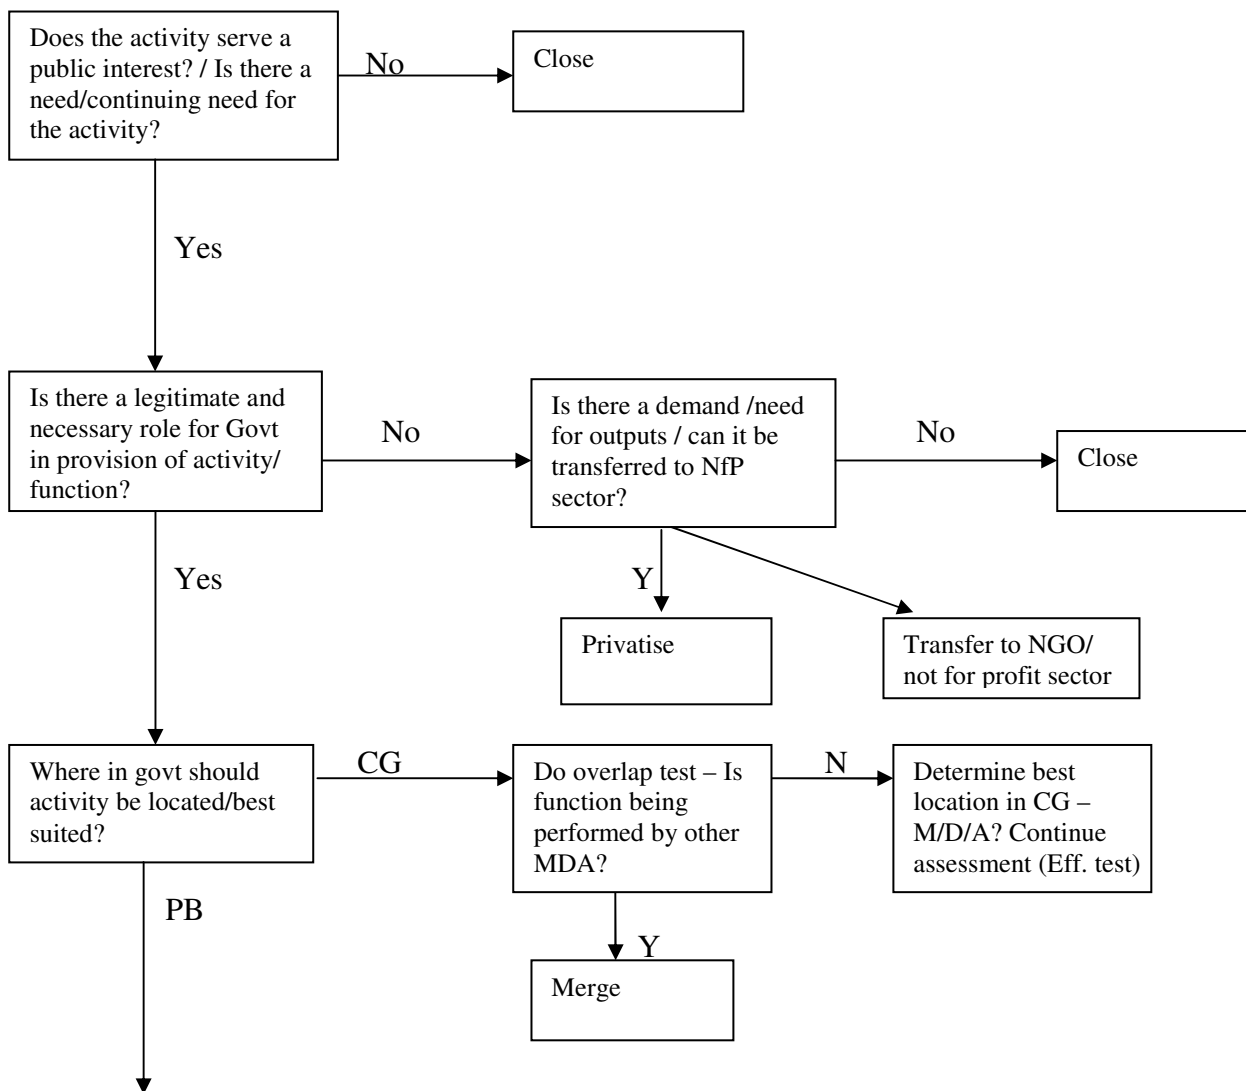 Does the activity serve a
public interest? / Is there a
need/continuing need for
the activity?
No
Close
Yes
Is there a legitimate and
necessary role for Govt
in provision of activity/
function?
No
Is there a demand /need
for outputs / can it be
transferred to NfP
sector?
No
Close
Yes
Y
Privatise
Transfer to NGO/
not for profit sector
Where in govt should
activity be located/best
suited?
CG
Do overlap test – Is
function being
performed by other
MDA?
N
Determine best
location in CG –
M/D/A? Continue
assessment (Eff. test)
PB
Y
Merge